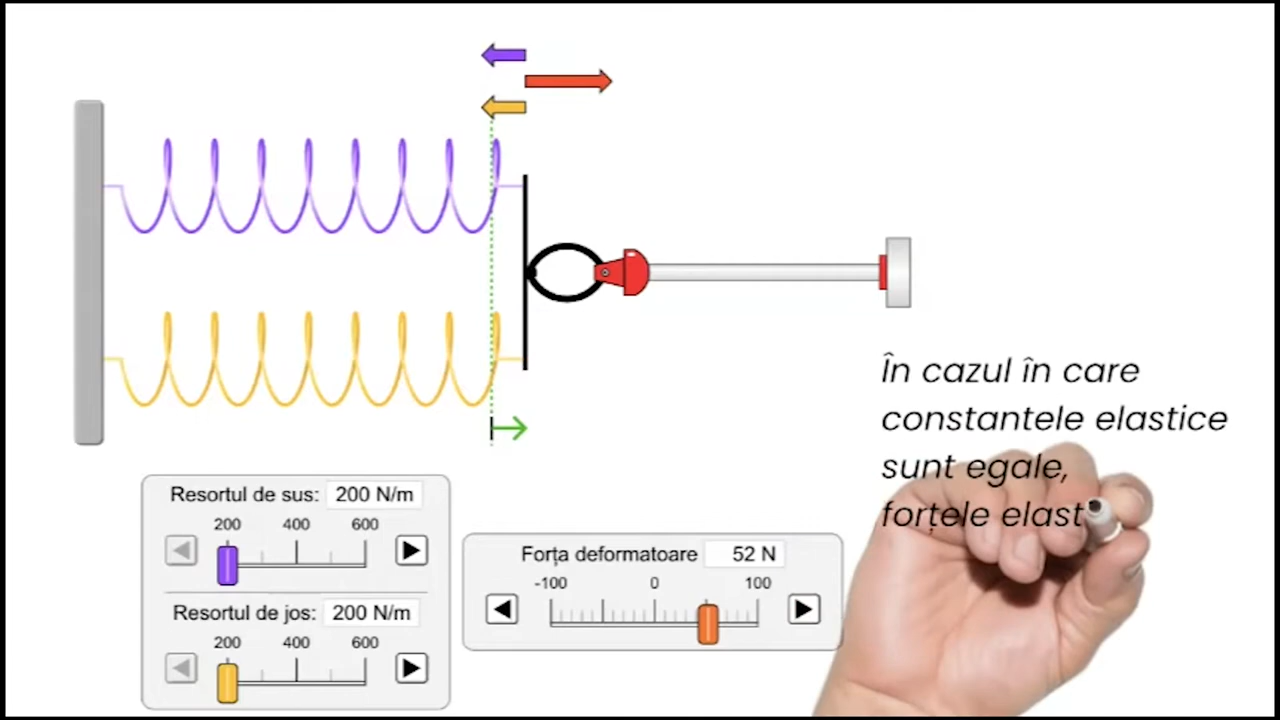 În cazul în care
constantele elastice
sunt egale,
forțele elast
Resortul de sus: 200 N/m
200 400 600
Resortul de jos: 200 N/m
200 400 600
Forța deformatoare 52 N
-100 0 100